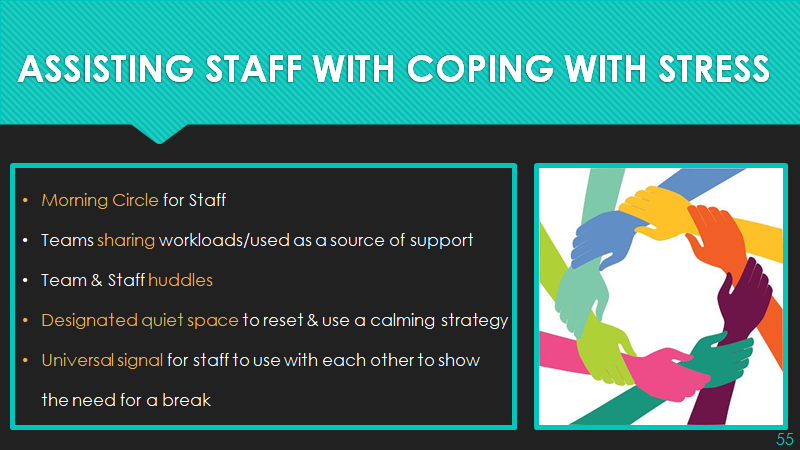 ASSISTING STAFF WITH COPING WITH STRESS
• Morning Circle for Staff
• Teams sharing workloads/used as a source of support
• Team & Staff huddles
• Designated quiet space to reset & use a calming strategy
• Universal signal for staff to use with each other to show
the need for a break
55